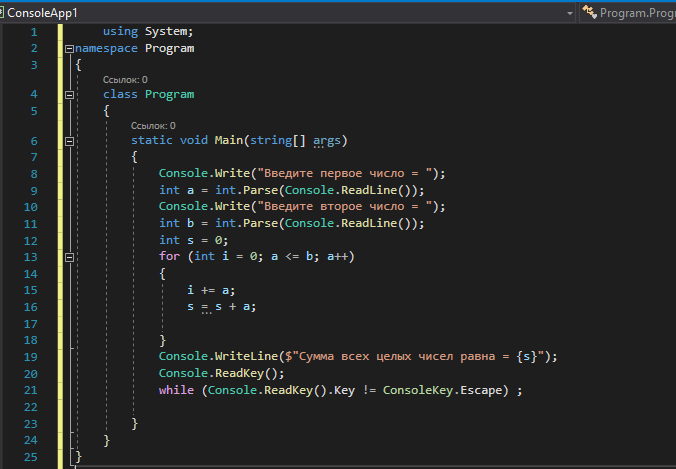 ConsoleApp1 Program.Prog
1 using System;
2 namespace Program
3 {
Ссылок: 0
4 class Program
5 {
Ссылок: 0
6 static void Main(string[] args)
7 {
8 Console.Write("Введите первое число = ");
9 int a = int.Parse(Console.ReadLine());
10 Console.Write("Введите второе число = ");
11 int b = int.Parse(Console.ReadLine());
12 int s = 0;
13 for (int i = 0; a <= b; a++)
14 {
15 i += a;
16 s = s + a;
17
18 }
19 Console.WriteLine($"Сумма всех целых чисел равна = {s}");
20 Console.ReadKey();
21 while (Console.ReadKey().Key != ConsoleKey.Escape) ;
22
23 }
24 }
25 }